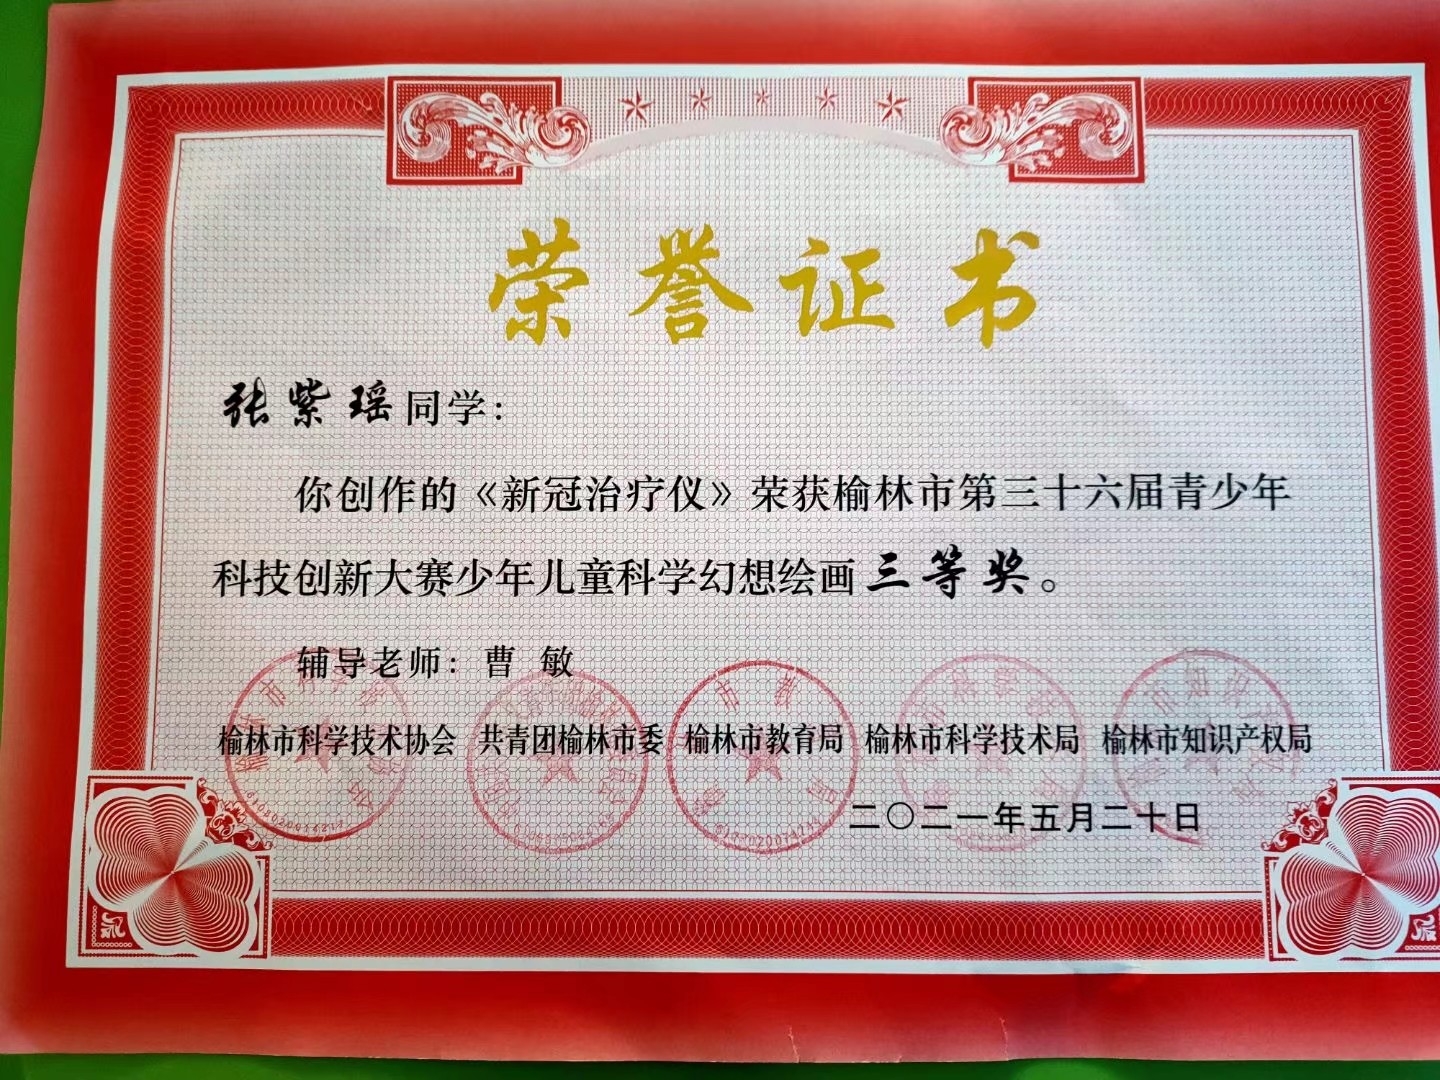 荣誉证书
张紫瑶同学：
你创作的《新冠治疗仪》荣获榆林市第三十六届青少年
科技创新大赛少年儿童科学幻想绘画三等奖。
辅导老师：曹 敏
榆林市科学技术协会 共青团榆林市委 榆林市教育局 榆林市科学技术局 榆林市知识产权局
二〇二一年五月二十日